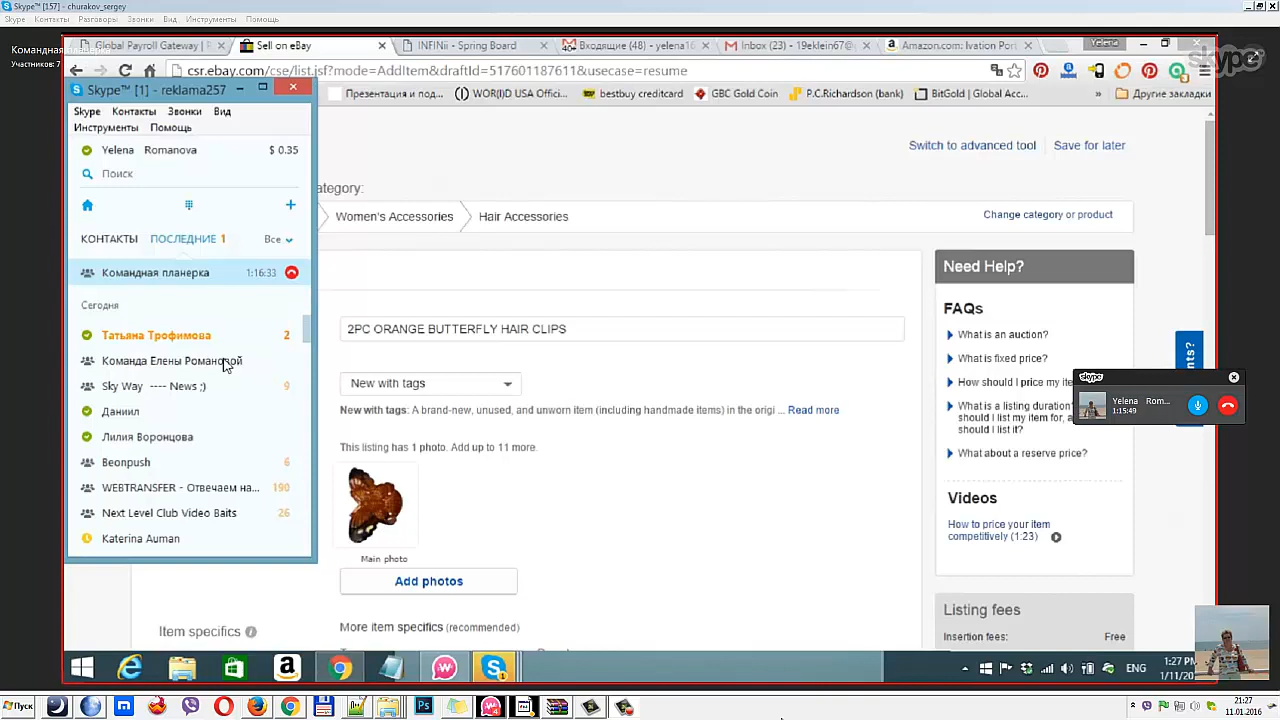 Skype™ [157] - churakov_sergey
Skype Контакты Разговоры Звонки Вид Инструменты Помощь
Global Payroll Gateway | R
Sell on eBay
INFINii - Spring Board
Входящие (48) - yelena16
Inbox (23) - 19eklein67@g
Amazon.com: Ivation Port
Yelena
Командная план
Участников: 7
csr.ebay.com/cse/list.jsf?mode=AddItem&draftId=512601187611&usecase=resume
skype
Skype™ [1] - reklama257
Презентация и под...
WOR(l)D USA Offici...
bestbuy creditcard
GBC Gold Coin
P.C.Richardson (bank)
BitGold | Global Acc...
»
Другие закладки
Skype Контакты Звонки Вид
Инструменты Помощь
Yelena Romanova $ 0.35
Поиск
КОНТАКТЫ ПОСЛЕДНИЕ 1 Все
Командная планерка 1:16:33
Сегодня
Татьяна Трофимова 2
Команда Елены Романовой
Sky Way ---- News ;) 9
Даниил
Лилия Воронцова
Beonpush 6
WEBTRANSFER - Отвечаем на... 190
Next Level Club Video Baits 26
Katerina Auman
Switch to advanced tool Save for later
ategory:
Women's Accessories Hair Accessories
Change category or product
2PC ORANGE BUTTERFLY HAIR CLIPS
New with tags
New with tags: A brand-new, unused, and unworn item (including handmade items) in the origi ... Read more
This listing has 1 photo. Add up to 11 more.
Main photo
Add photos
Item specifics
More item specifics (recommended)
Need Help?
FAQs
What is an auction?
What is fixed price?
How should I price my ite
What is a listing duration?
should I list my item for, a
should I list it?
What about a reserve price?
Videos
How to price your item
competitively (1:23)
Listing fees
Insertion fees: Free
nts?
skype
Yelena Rom...
1:15:49
ENG
1:27 PM
1/11/20
Пуск
21:27
11.01.2016